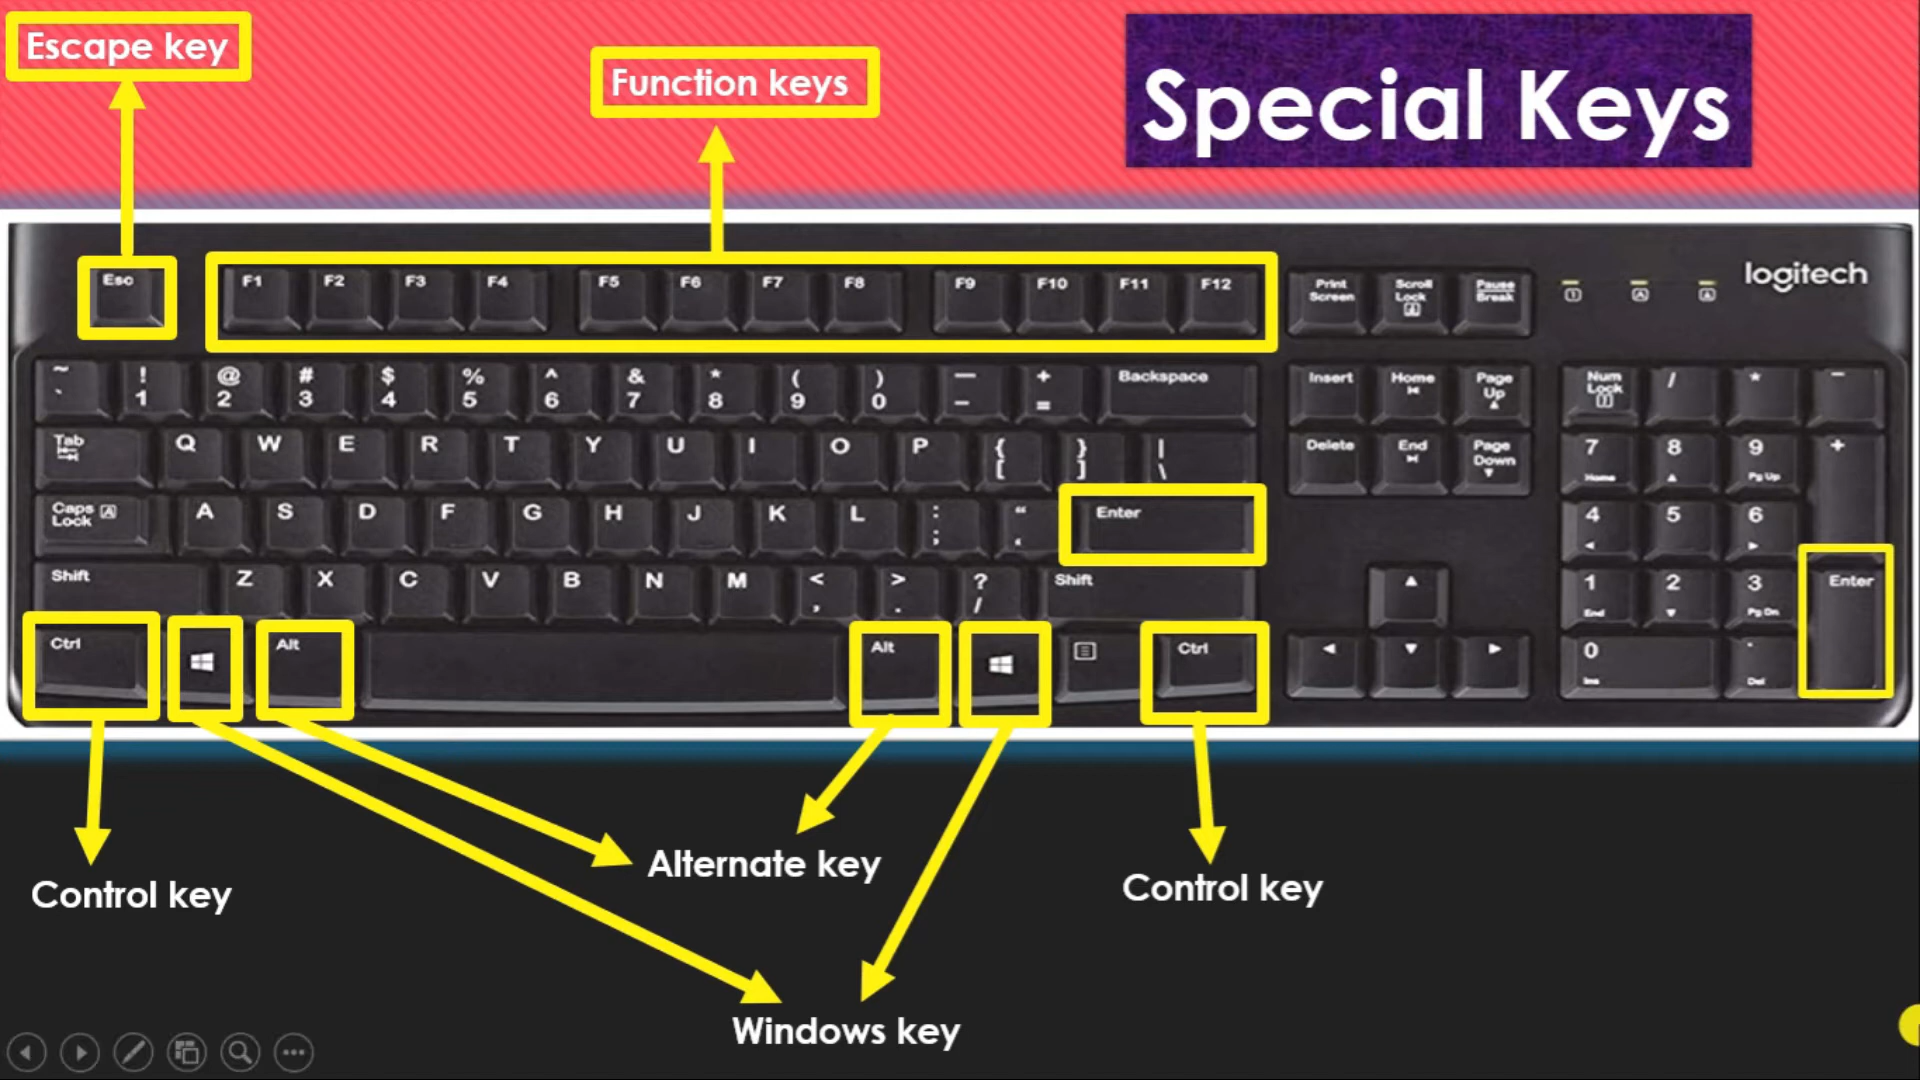 Escape key
Function keys
Special Keys
logitech
Esc F1 F2 F3 F4 F5 F6 F7 F8 F9 F10 F11 F12
Print Screen
Scroll Lock
Pause Break
~ `
! 1
@ 2
# 3
$ 4
% 5
^ 6
& 7
* 8
( 9
) 0
— –
+ =
Backspace
Insert
Home
Page Up
Num Lock
/ * –
Tab
Q W E R T Y U I O P
{ [
} ]
| \
Delete
End
Page Down
7 Home
8
9 Pg Up
+
Caps Lock
A S D F G H J K L
: ;
“ ‘
Enter
4 5 6
Shift
Z X C V B N M
< ,
> .
? /
Shift
1 End
2
3 Pg Dn
Enter
Ctrl
Alt
Alt
Ctrl
0 Ins
. Del
Alternate key
Control key
Control key
Windows key